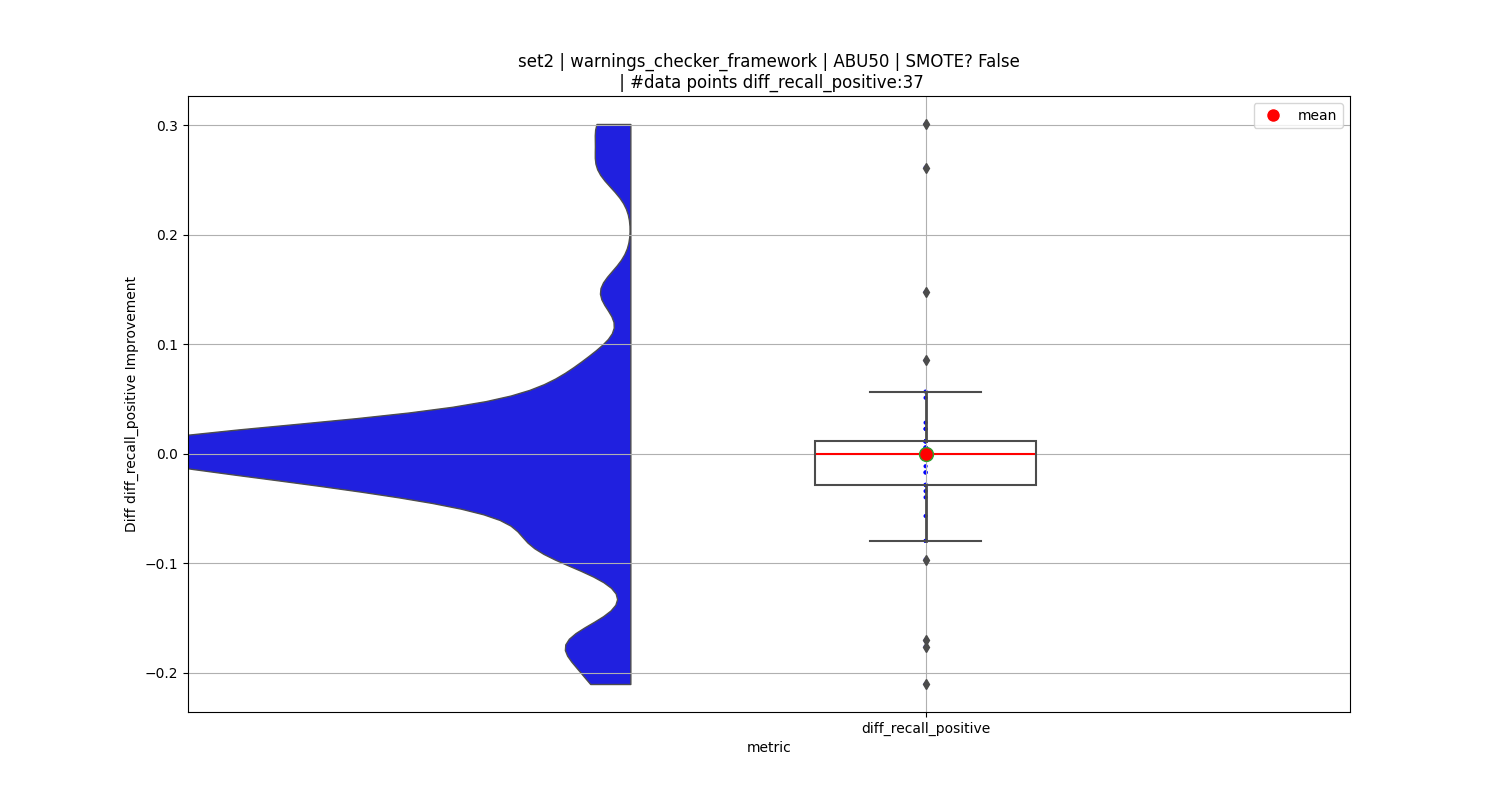 set2 | warnings_checker_framework | ABU50 | SMOTE? False
| #data points diff_recall_positive:37
mean
0.3
0.2
0.1
0.0
−0.1
−0.2
Diff diff_recall_positive Improvement
diff_recall_positive
metric